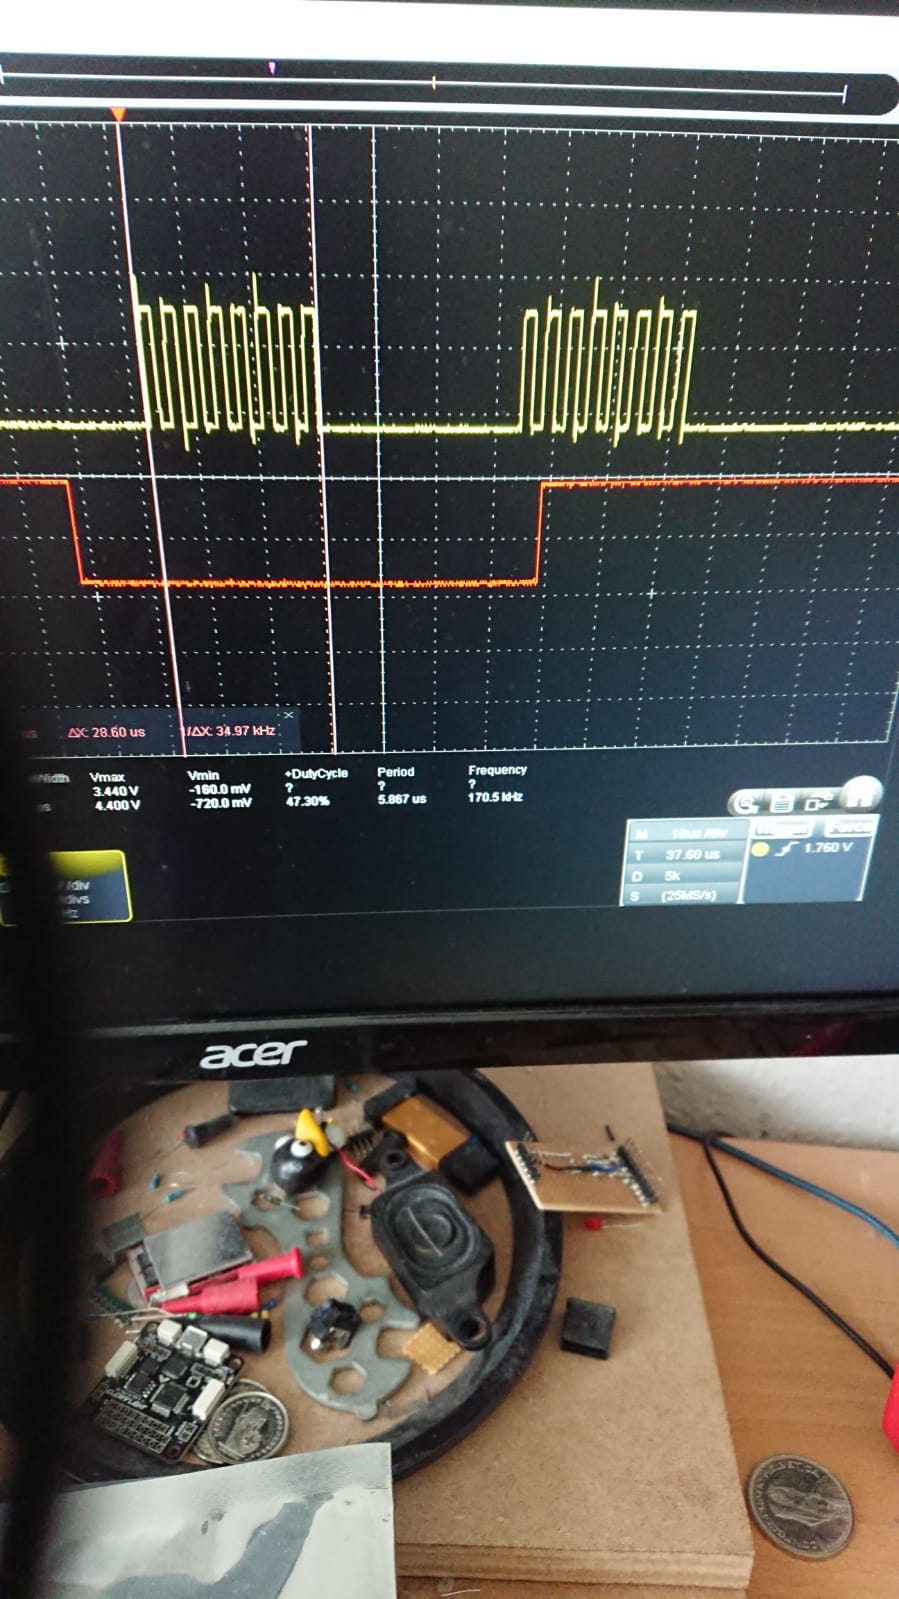 us ΔX: 28.60 us 1/ΔX: 34.97 kHz
Width Vmax Vmin +DutyCycle Period Frequency
3.440 V -160.0 mV ? ? ?
s 4.400 V -720.0 mV 47.30% 5.867 us 170.5 kHz
M 10us /div
T 37.60 us
D 5k
S (25MS/s)
1.760 V
/div
divs
Hz
acer